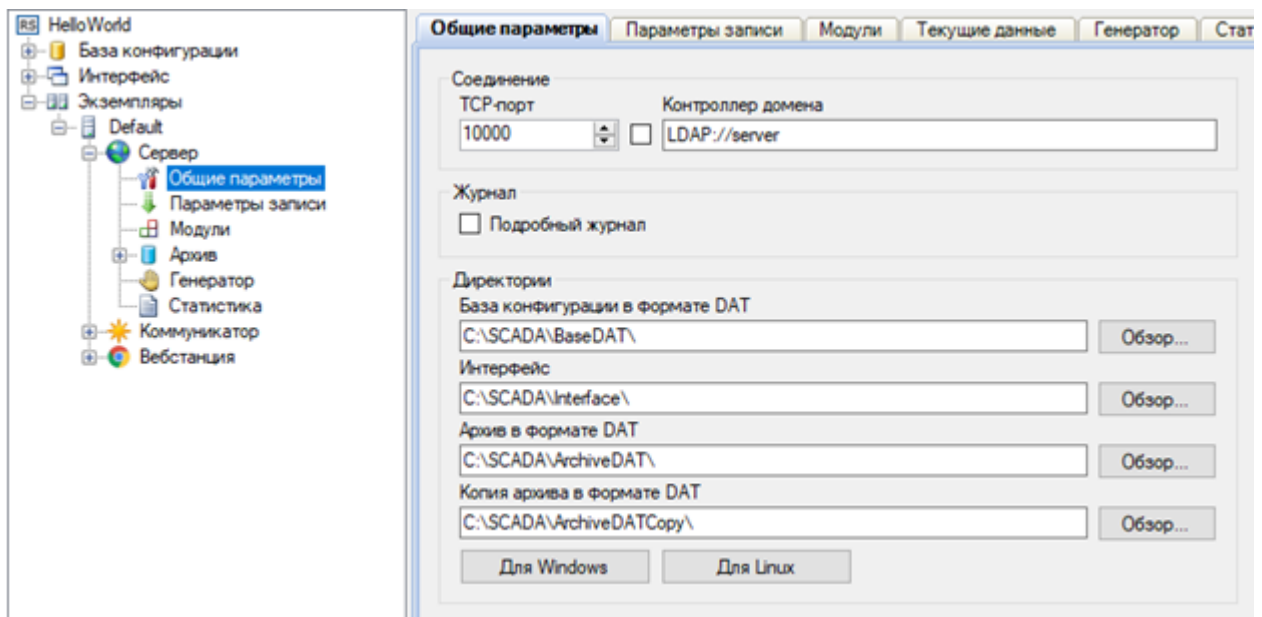 RS HelloWorld
База конфигурации
Интерфейс
Экземпляры
Default
Сервер
Общие параметры
Параметры записи
Модули
Архив
Генератор
Статистика
Коммуникатор
Вебстанция
Общие параметры Параметры записи Модули Текущие данные Генератор Стат
Соединение
TCP-порт Контроллер домена
10000 LDAP://server
Журнал
Подробный журнал
Директории
База конфигурации в формате DAT
C:\SCADA\BaseDAT\ Обзор...
Интерфейс
C:\SCADA\Interface\ Обзор...
Архив в формате DAT
C:\SCADA\ArchiveDAT\ Обзор...
Копия архива в формате DAT
C:\SCADA\ArchiveDATCopy\ Обзор...
Для Windows Для Linux